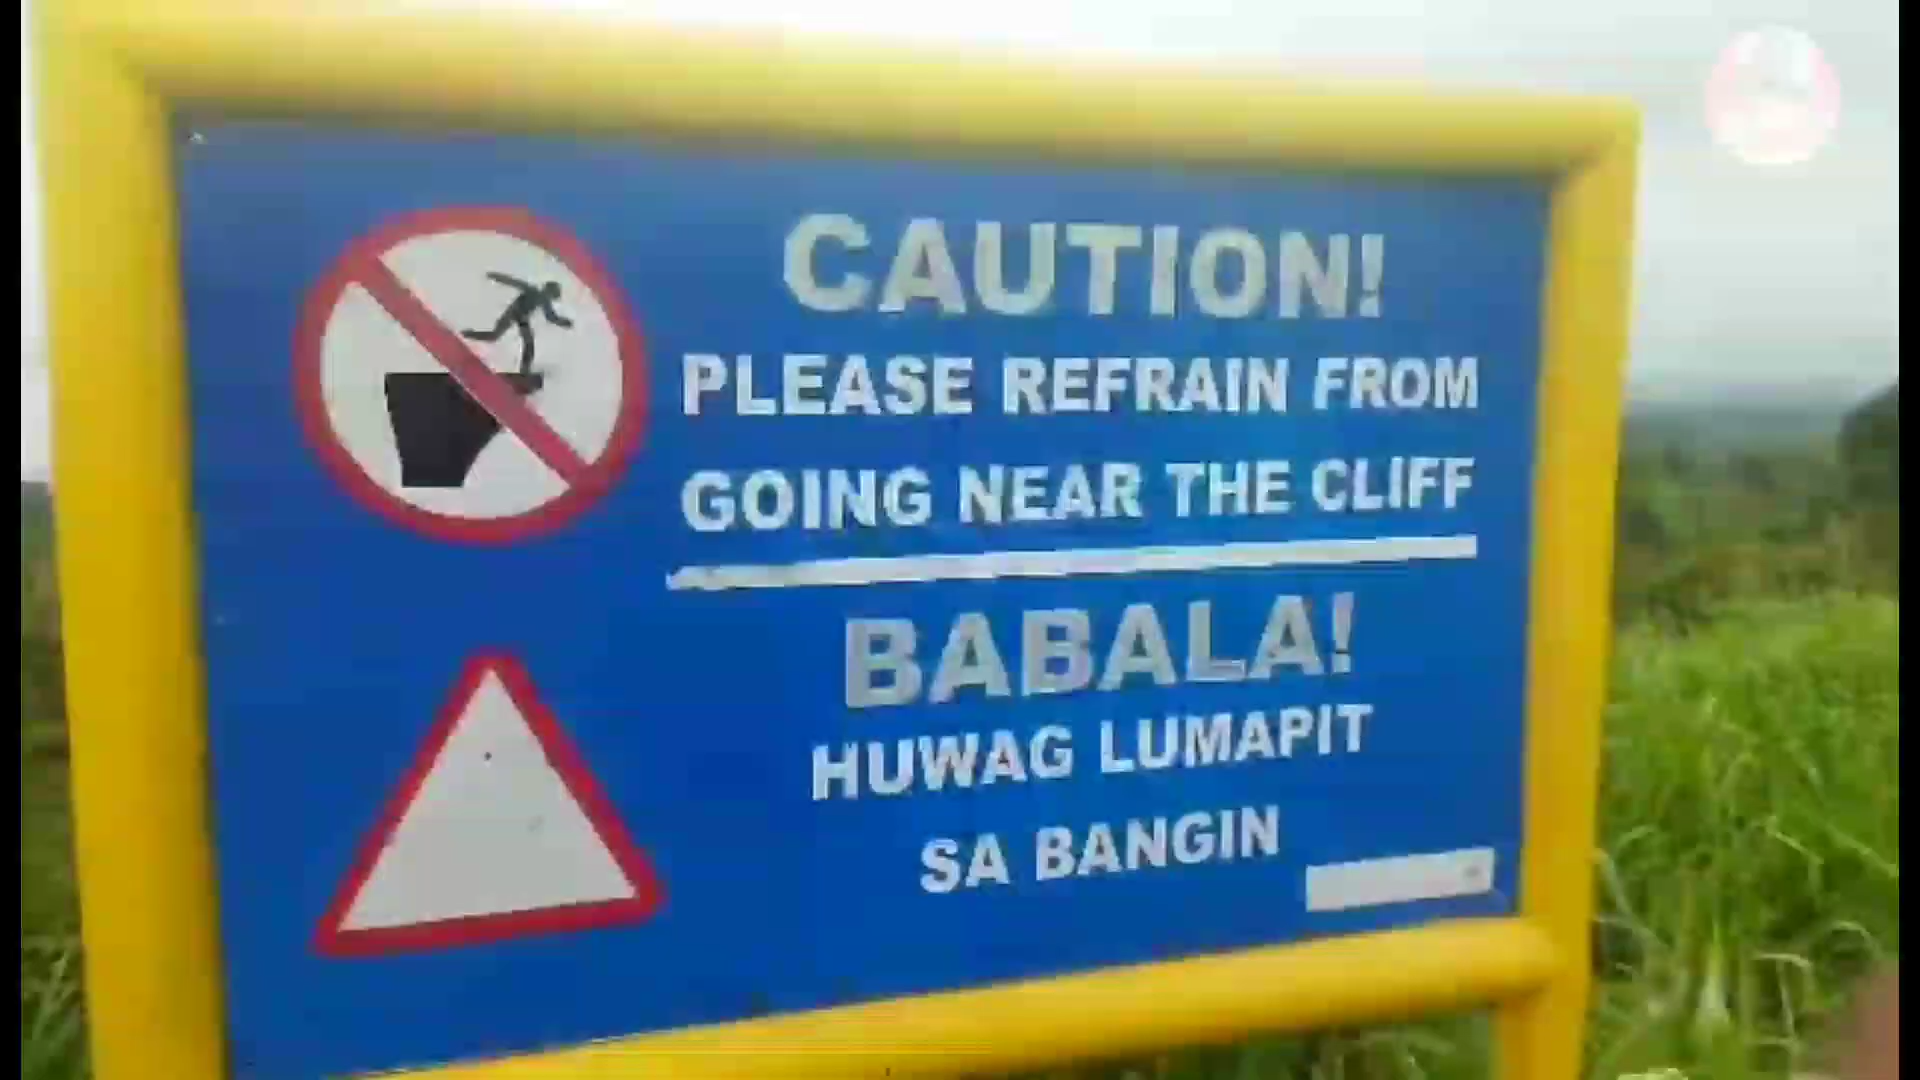 CAUTION!
PLEASE REFRAIN FROM
GOING NEAR THE CLIFF
BABALA!
HUWAG LUMAPIT
SA BANGIN